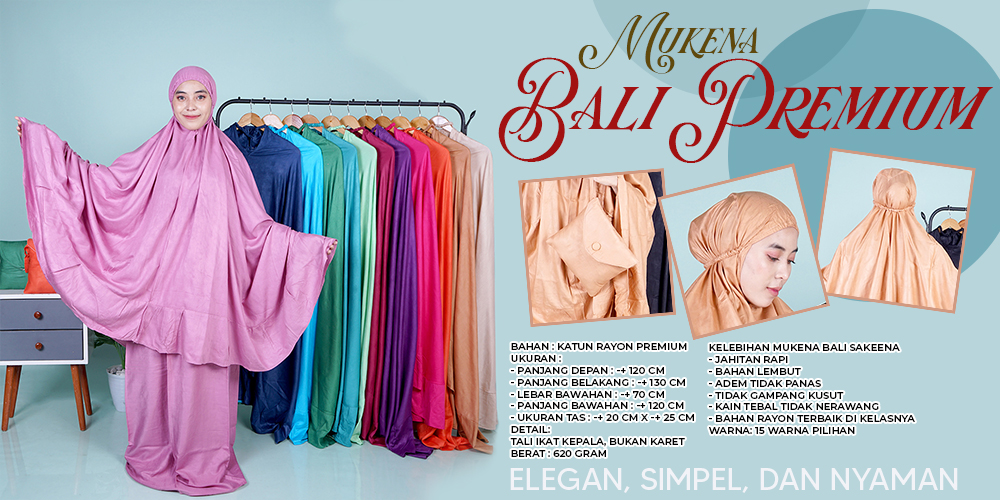 MUKENA
BALI PREMIUM
BAHAN : KATUN RAYON PREMIUM
UKURAN :
- PANJANG DEPAN : -+ 120 CM
- PANJANG BELAKANG : -+ 130 CM
- LEBAR BAWAHAN : -+ 70 CM
- PANJANG BAWAHAN : -+ 120 CM
- UKURAN TAS : -+ 20 CM X -+ 25 CM
DETAIL:
TALI IKAT KEPALA, BUKAN KARET
BERAT : 620 GRAM
KELEBIHAN MUKENA BALI SAKEENA
- JAHITAN RAPI
- BAHAN LEMBUT
- ADEM TIDAK PANAS
- TIDAK GAMPANG KUSUT
- KAIN TEBAL TIDAK NERAWANG
- BAHAN RAYON TERBAIK DI KELASNYA
WARNA: 15 WARNA PILIHAN
ELEGAN, SIMPEL, DAN NYAMAN